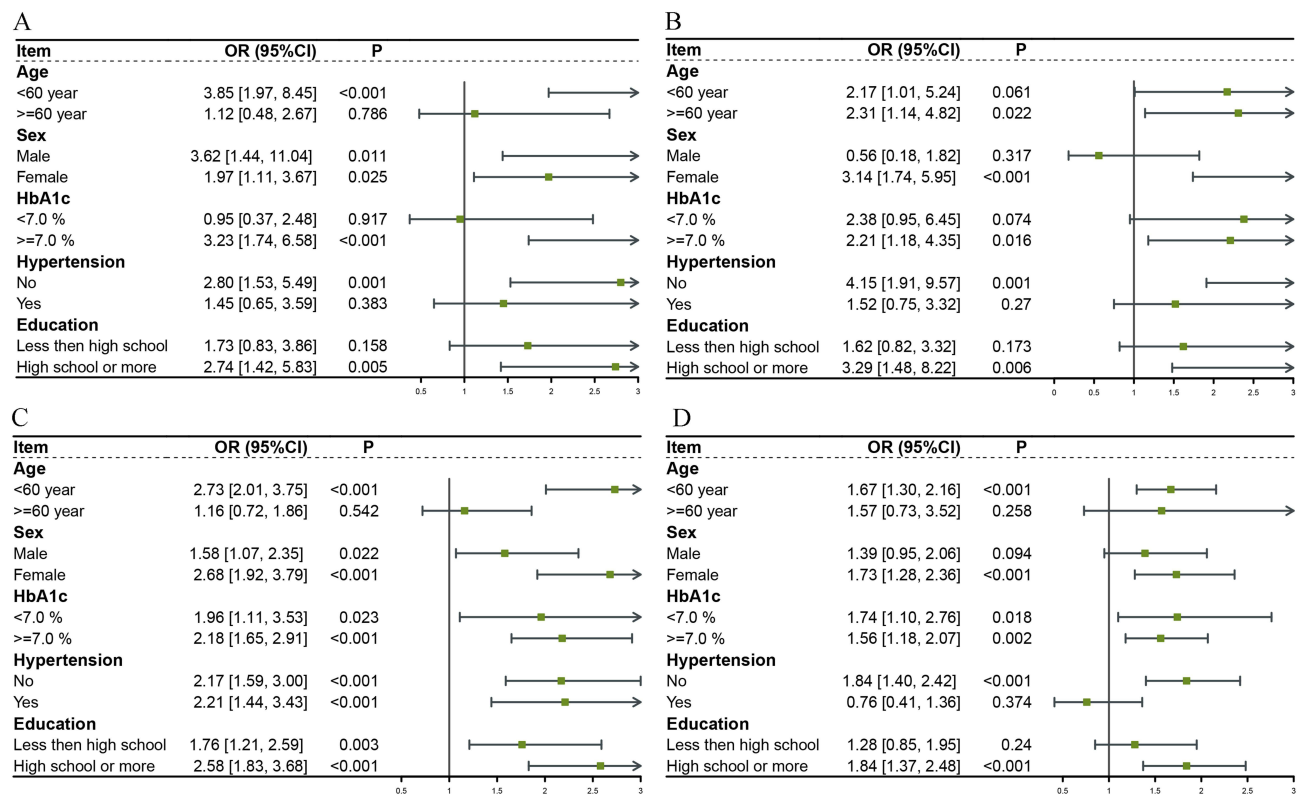 A
Item OR (95%CI) P
Age
<60 year 3.85 [1.97, 8.45] <0.001
>=60 year 1.12 [0.48, 2.67] 0.786
Sex
Male 3.62 [1.44, 11.04] 0.011
Female 1.97 [1.11, 3.67] 0.025
HbA1c
<7.0 % 0.95 [0.37, 2.48] 0.917
>=7.0 % 3.23 [1.74, 6.58] <0.001
Hypertension
No 2.80 [1.53, 5.49] 0.001
Yes 1.45 [0.65, 3.59] 0.383
Education
Less then high school 1.73 [0.83, 3.86] 0.158
High school or more 2.74 [1.42, 5.83] 0.005
0.5 1 1.5 2 2.5 3
B
Item OR (95%CI) P
Age
<60 year 2.17 [1.01, 5.24] 0.061
>=60 year 2.31 [1.14, 4.82] 0.022
Sex
Male 0.56 [0.18, 1.82] 0.317
Female 3.14 [1.74, 5.95] <0.001
HbA1c
<7.0 % 2.38 [0.95, 6.45] 0.074
>=7.0 % 2.21 [1.18, 4.35] 0.016
Hypertension
No 4.15 [1.91, 9.57] 0.001
Yes 1.52 [0.75, 3.32] 0.27
Education
Less then high school 1.62 [0.82, 3.32] 0.173
High school or more 3.29 [1.48, 8.22] 0.006
0 0.5 1 1.5 2 2.5 3
C
Item OR (95%CI) P
Age
<60 year 2.73 [2.01, 3.75] <0.001
>=60 year 1.16 [0.72, 1.86] 0.542
Sex
Male 1.58 [1.07, 2.35] 0.022
Female 2.68 [1.92, 3.79] <0.001
HbA1c
<7.0 % 1.96 [1.11, 3.53] 0.023
>=7.0 % 2.18 [1.65, 2.91] <0.001
Hypertension
No 2.17 [1.59, 3.00] <0.001
Yes 2.21 [1.44, 3.43] <0.001
Education
Less then high school 1.76 [1.21, 2.59] 0.003
High school or more 2.58 [1.83, 3.68] <0.001
0.5 1 1.5 2 2.5 3
D
Item OR (95%CI) P
Age
<60 year 1.67 [1.30, 2.16] <0.001
>=60 year 1.57 [0.73, 3.52] 0.258
Sex
Male 1.39 [0.95, 2.06] 0.094
Female 1.73 [1.28, 2.36] <0.001
HbA1c
<7.0 % 1.74 [1.10, 2.76] 0.018
>=7.0 % 1.56 [1.18, 2.07] 0.002
Hypertension
No 1.84 [1.40, 2.42] <0.001
Yes 0.76 [0.41, 1.36] 0.374
Education
Less then high school 1.28 [0.85, 1.95] 0.24
High school or more 1.84 [1.37, 2.48] <0.001
0.5 1 1.5 2 2.5 3